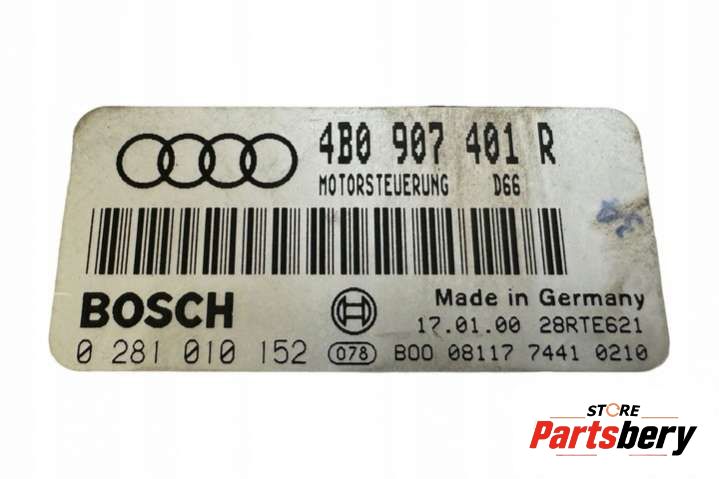 4B0 907 401 R
MOTORSTEUERUNG D66
BOSCH
Made in Germany
17.01.00 28RTE621
0 281 010 152 078 B00 08117 7441 0210
STORE
Partsbery